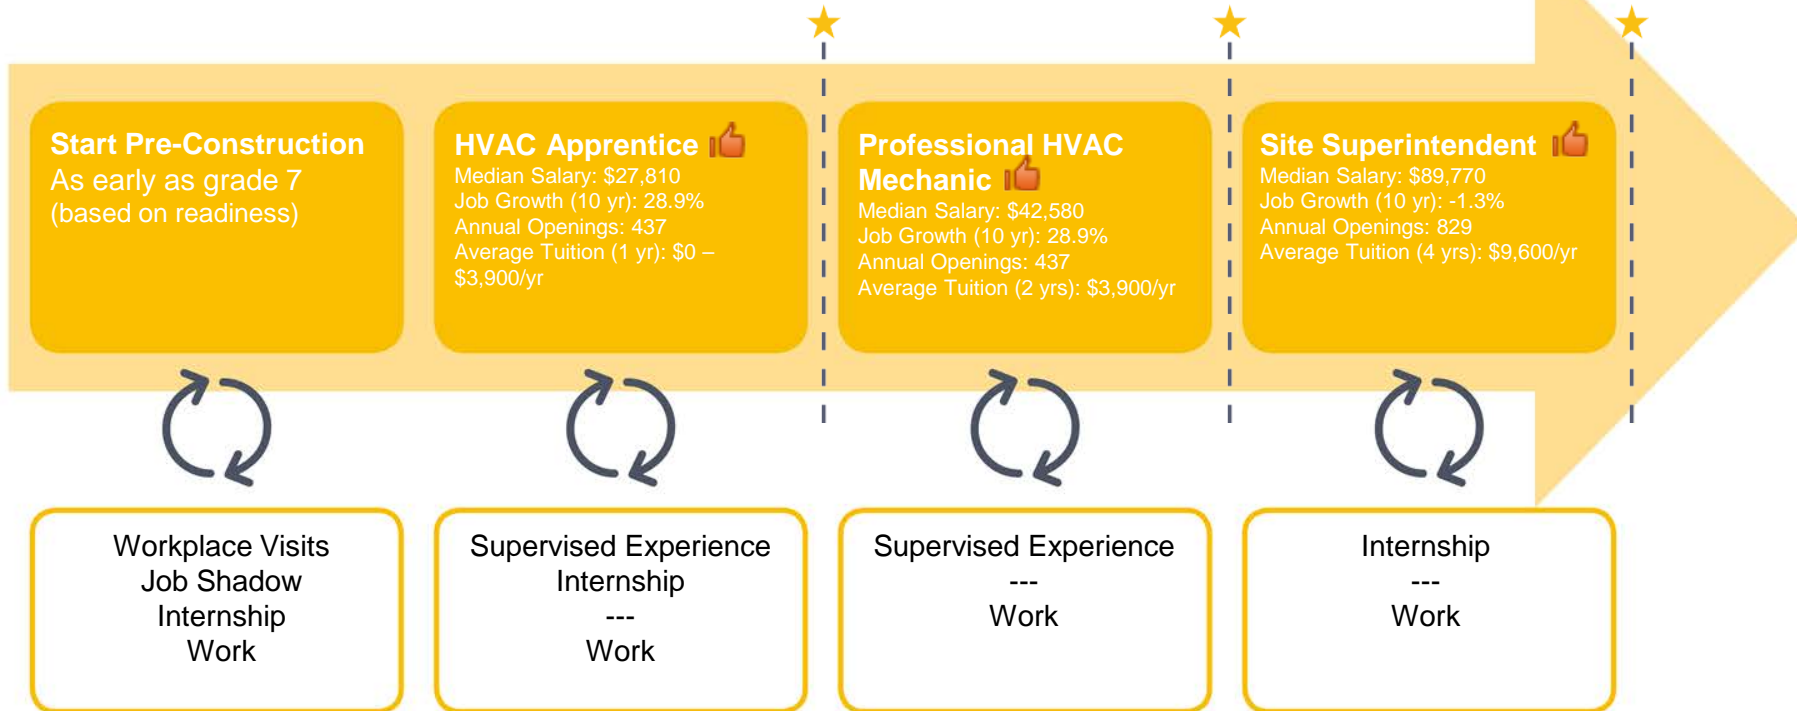 Start Pre-Construction
As early as grade 7
(based on readiness)
HVAC Apprentice
Median Salary: $27,810
Job Growth (10 yr): 28.9%
Annual Openings: 437
Average Tuition (1 yr): $0 –
$3,900/yr
Professional HVAC
Mechanic
Median Salary: $42,580
Job Growth (10 yr): 28.9%
Annual Openings: 437
Average Tuition (2 yrs): $3,900/yr
Site Superintendent
Median Salary: $89,770
Job Growth (10 yr): -1.3%
Annual Openings: 829
Average Tuition (4 yrs): $9,600/yr
Workplace Visits
Job Shadow
Internship
Work
Supervised Experience
Internship
---
Work
Supervised Experience
---
Work
Internship
---
Work